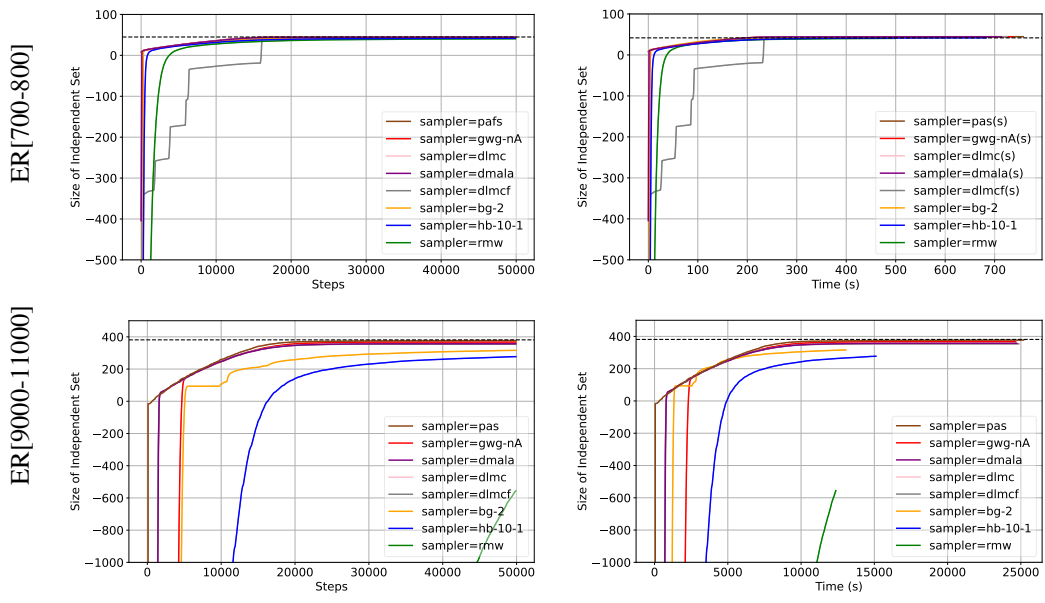 ER[700-800]
100
0
−100
−200
−300
−400
−500
0
10000
20000
30000
40000
50000
Steps
Size of Independent Set
sampler=pafs
sampler=gwg-nA
sampler=dlmc
sampler=dmala
sampler=dlmcf
sampler=bg-2
sampler=hb-10-1
sampler=rmw
100
0
−100
−200
−300
−400
−500
0
100
200
300
400
500
600
700
Time (s)
Size of Independent Set
sampler=pas(s)
sampler=gwg-nA(s)
sampler=dlmc(s)
sampler=dmala(s)
sampler=dlmcf(s)
sampler=bg-2
sampler=hb-10-1
sampler=rmw
ER[9000-11000]
400
200
0
−200
−400
−600
−800
−1000
0
10000
20000
30000
40000
50000
Steps
Size of Independent Set
sampler=pas
sampler=gwg-nA
sampler=dmala
sampler=dlmc
sampler=dlmcf
sampler=bg-2
sampler=hb-10-1
sampler=rmw
400
200
0
−200
−400
−600
−800
−1000
0
5000
10000
15000
20000
25000
Time (s)
Size of Independent Set
sampler=pas
sampler=gwg-nA
sampler=dmala
sampler=dlmc
sampler=dlmcf
sampler=bg-2
sampler=hb-10-1
sampler=rmw